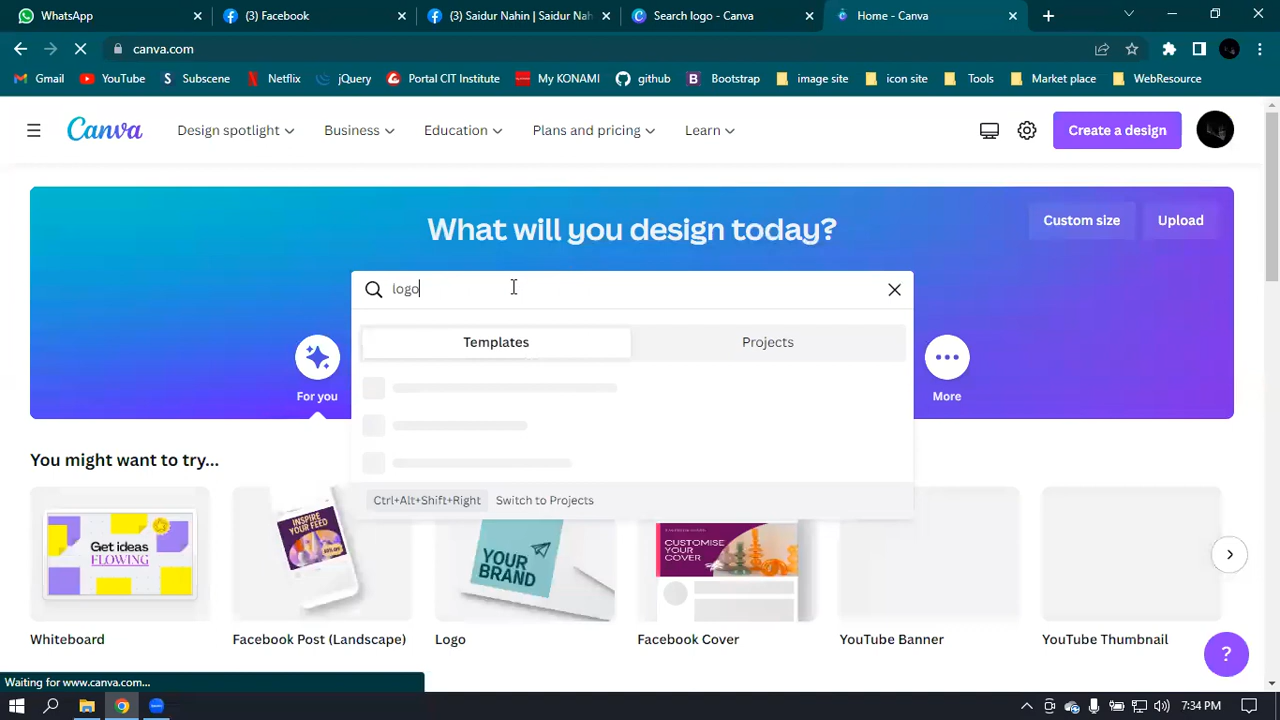 WhatsApp
(3) Facebook
(3) Saidur Nahin | Saidur Nahin
Search logo - Canva
Home - Canva
canva.com
Gmail
YouTube
Subscene
Netflix
jQuery
Portal CIT Institute
My KONAMI
github
Bootstrap
image site
icon site
Tools
Market place
WebResource
Canva
Design spotlight
Business
Education
Plans and pricing
Learn
Create a design
What will you design today?
Custom size
Upload
logo
Templates
Projects
For you
More
Ctrl+Alt+Shift+Right Switch to Projects
You might want to try...
Get ideas
FLOWING
INSPIRE
YOUR FEED
YOUR
BRAND
CUSTOMISE
YOUR
COVER
Whiteboard
Facebook Post (Landscape)
Logo
Facebook Cover
YouTube Banner
YouTube Thumbnail
?
Waiting for www.canva.com...
7:34 PM